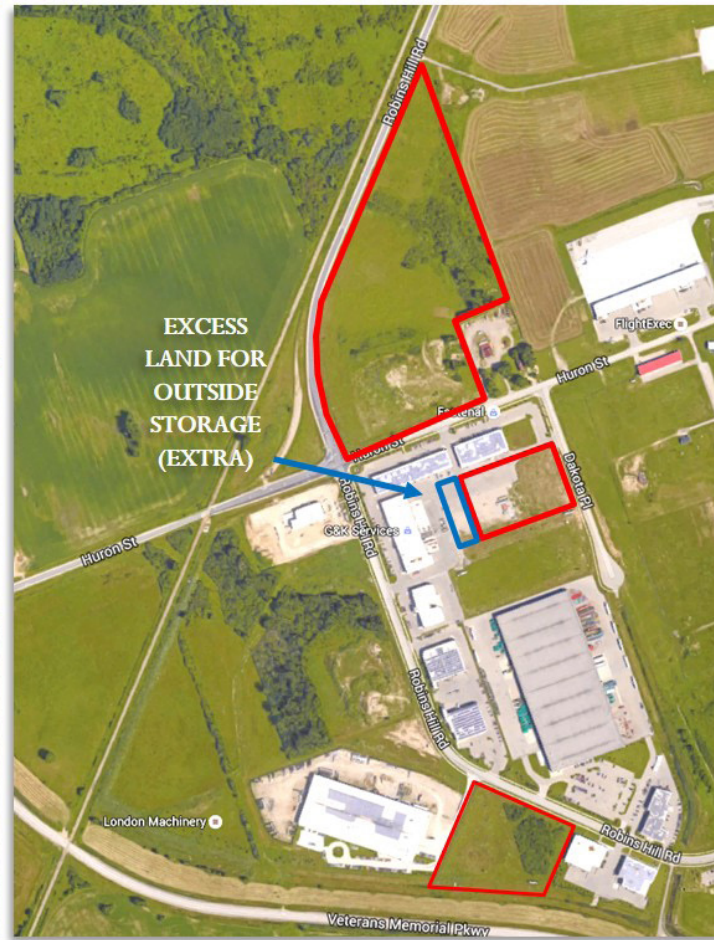 Robins Hill Rd
EXCESS
LAND FOR
OUTSIDE
STORAGE
(EXTRA)
FlightExec
Huron St
Huron St
Robins Hill Rd
G&K Services
Dakota Pl
Huron St
Robins Hill Rd
London Machinery
Robins Hill Rd
Veterans Memorial Pkwy